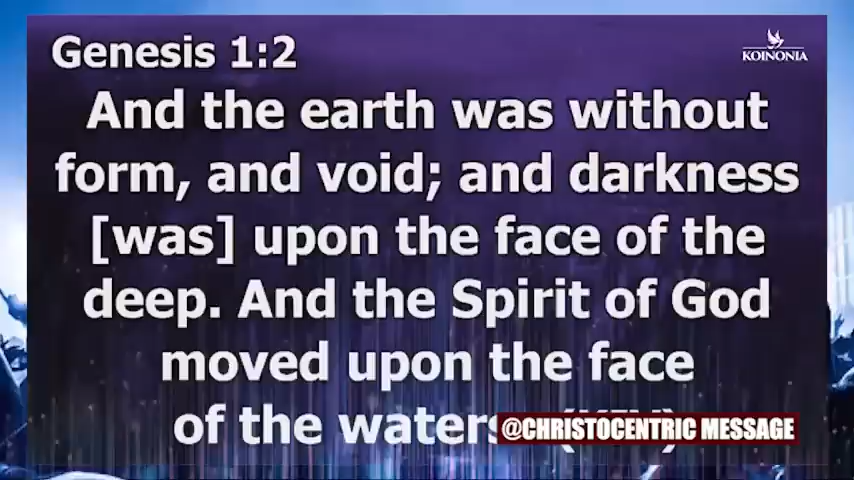 Genesis 1:2
KOINONIA
And the earth was without
form, and void; and darkness
[was] upon the face of the
deep. And the Spirit of God
moved upon the face
of the waters
@CHRISTOCENTRIC MESSAGE